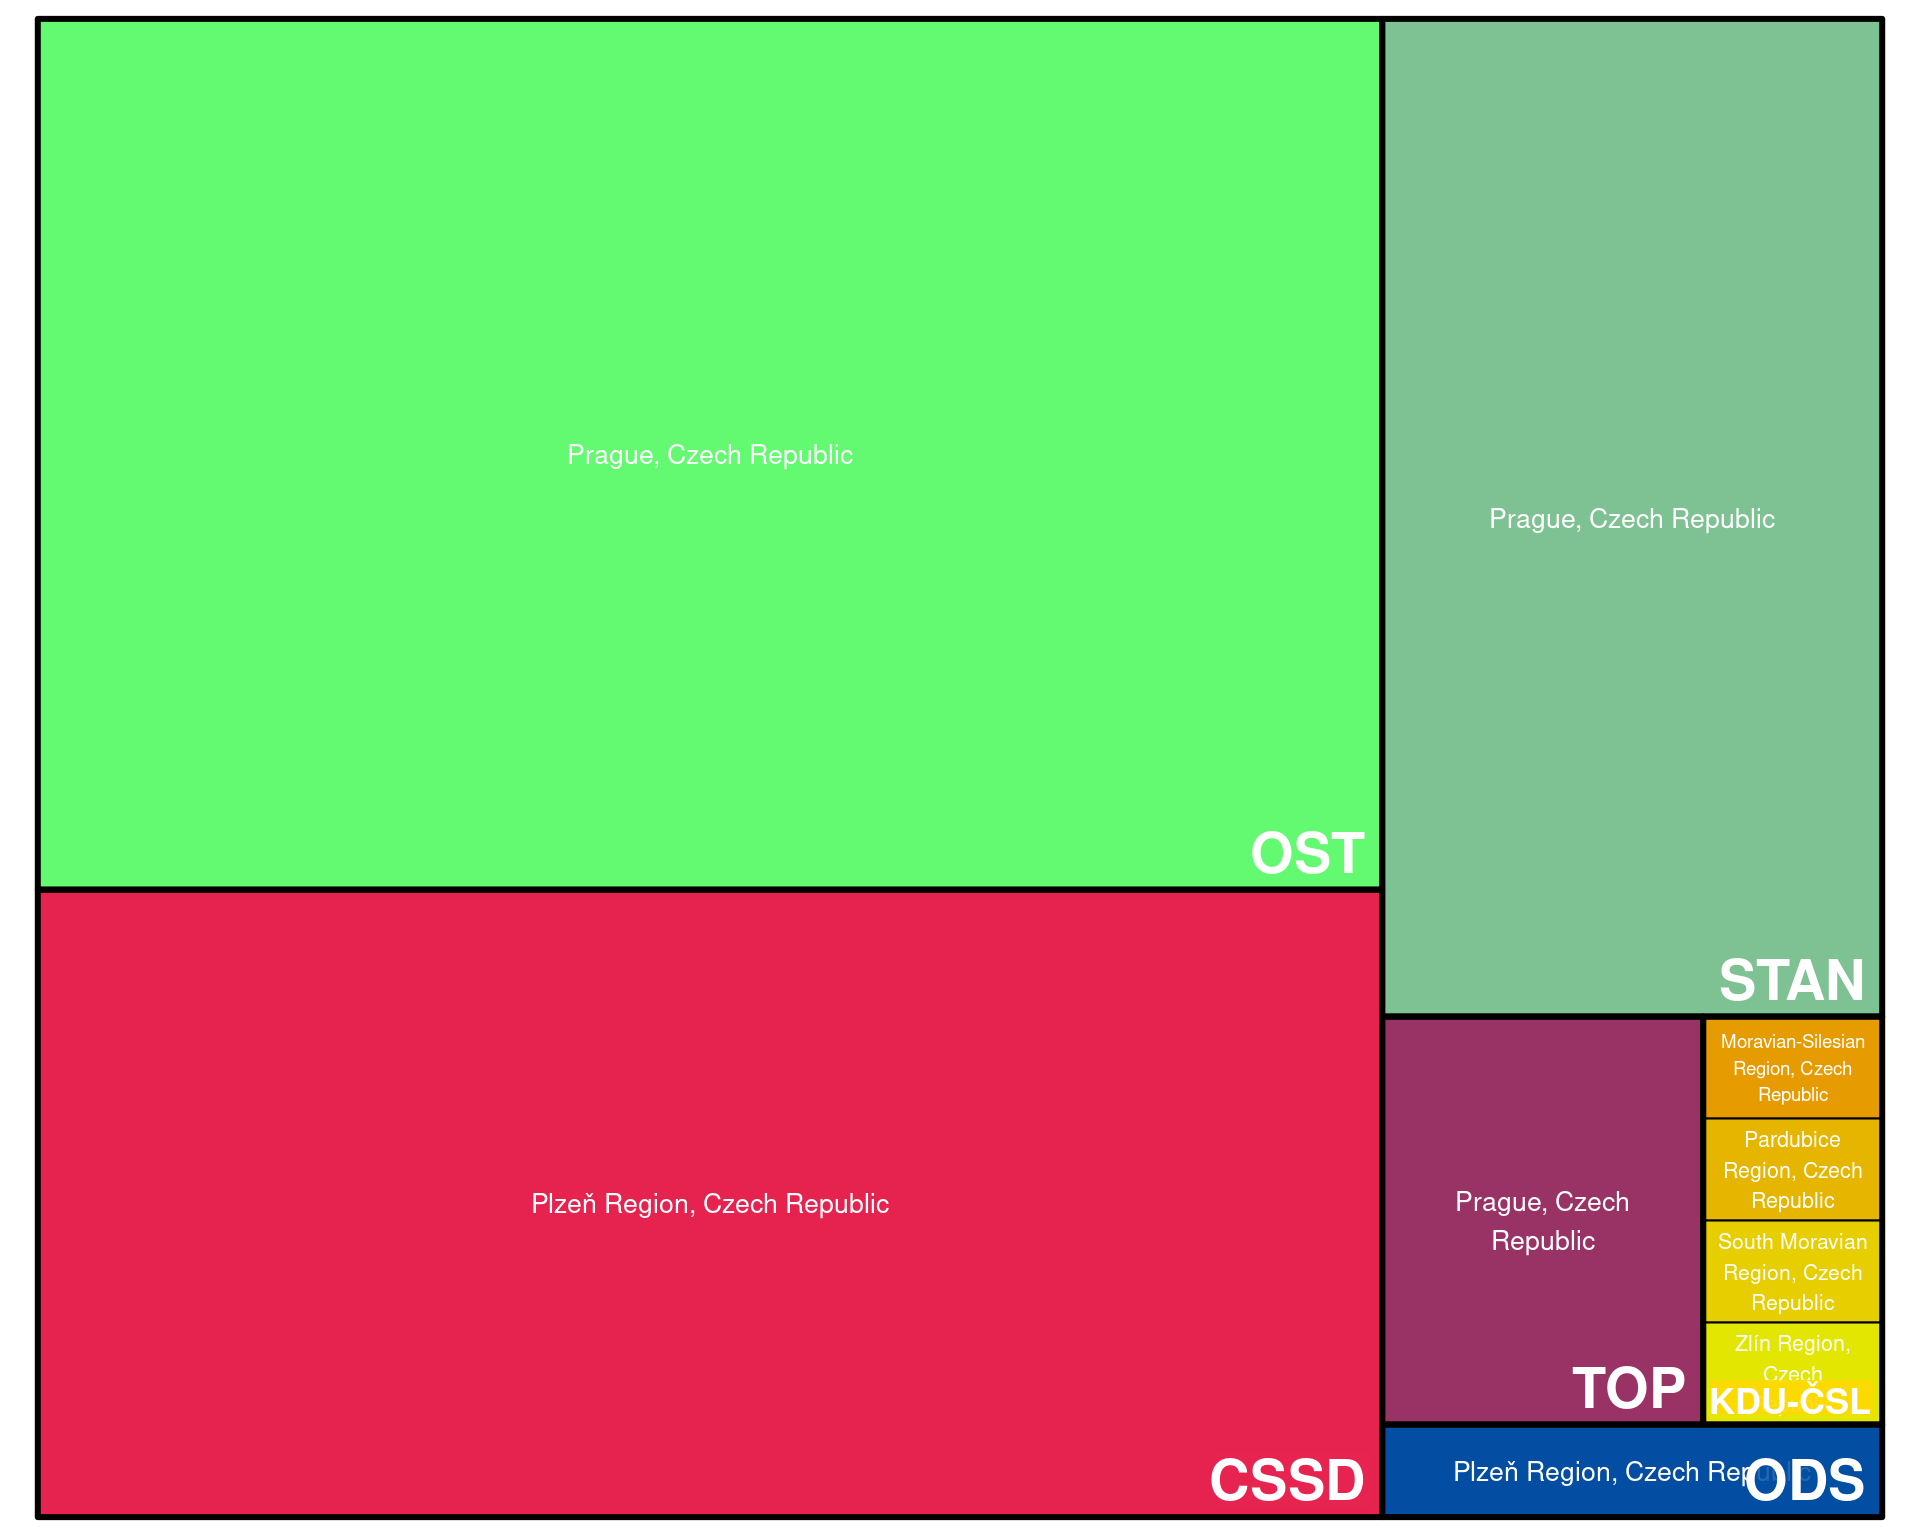 Prague, Czech Republic
OST
Prague, Czech Republic
STAN
Plzeň Region, Czech Republic
CSSD
Prague, Czech
Republic
TOP
Moravian-Silesian
Region, Czech
Republic
Pardubice
Region, Czech
Republic
South Moravian
Region, Czech
Republic
Zlín Region,
Czech
KDU-ČSL
Plzeň Region, Czech Republic
ODS